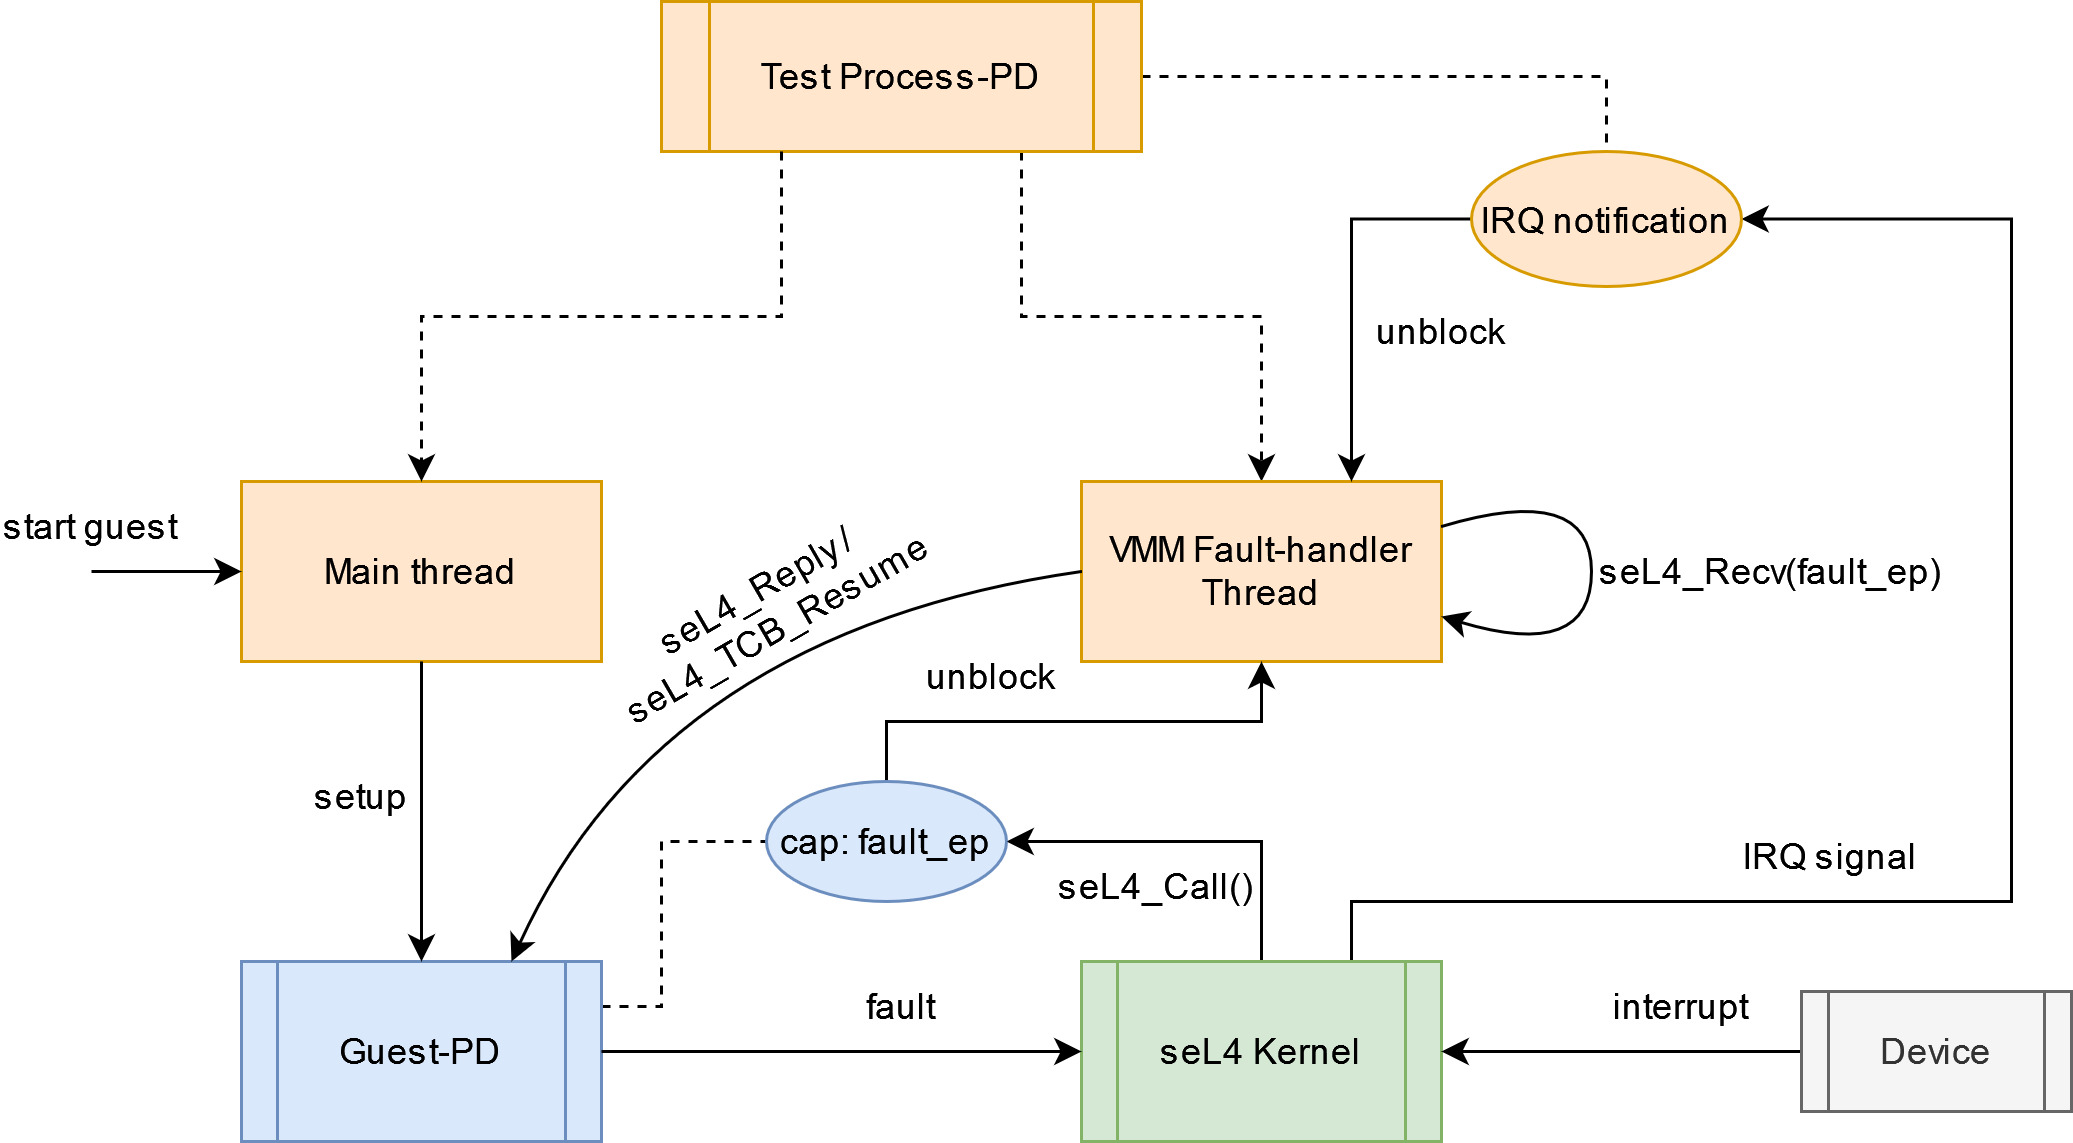 Test Process-PD
IRQ notification
unblock
start guest
Main thread
VMM Fault-handler
Thread
seL4_Recv(fault_ep)
seL4_Reply/
seL4_TCB_Resume
unblock
setup
cap: fault_ep
seL4_Call()
IRQ signal
Guest-PD
fault
seL4 Kernel
interrupt
Device